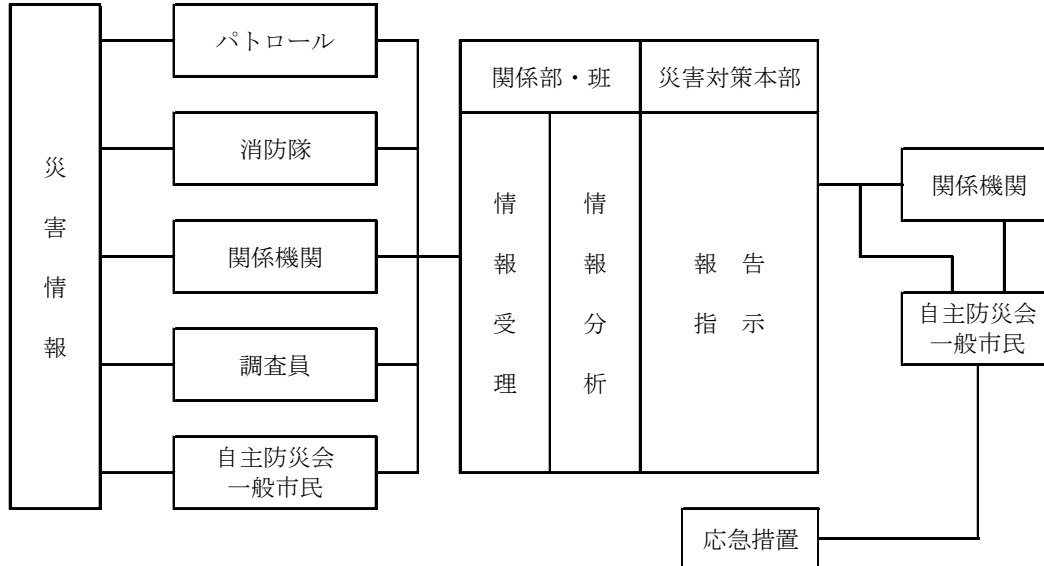 災害情報
パトロール
消防隊
関係機関
調査員
自主防災会
一般市民
関係部・班
災害対策本部
情報受理
情報分析
報　告
指　示
関係機関
自主防災会
一般市民
応急措置